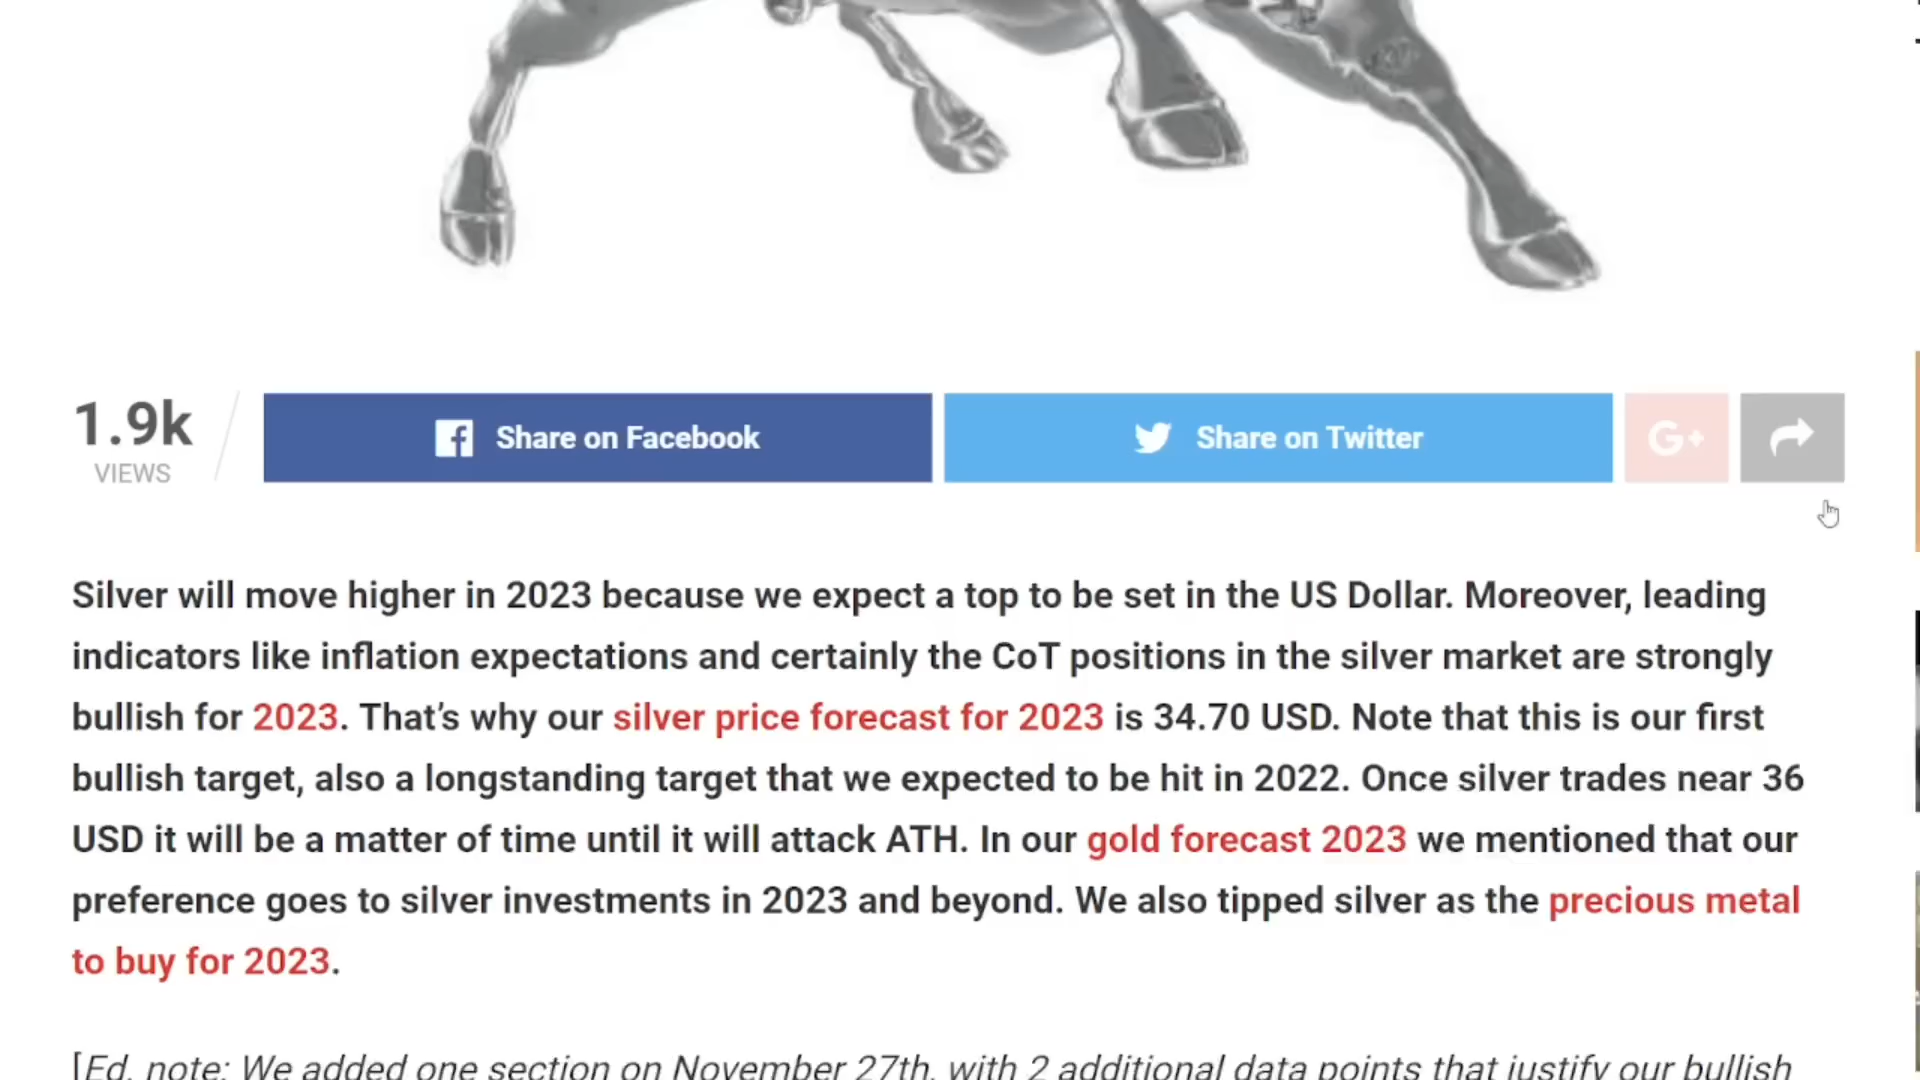 1.9k
VIEWS
Share on Facebook
Share on Twitter
G+
Silver will move higher in 2023 because we expect a top to be set in the US Dollar. Moreover, leading
indicators like inflation expectations and certainly the CoT positions in the silver market are strongly
bullish for 2023. That’s why our silver price forecast for 2023 is 34.70 USD. Note that this is our first
bullish target, also a longstanding target that we expected to be hit in 2022. Once silver trades near 36
USD it will be a matter of time until it will attack ATH. In our gold forecast 2023 we mentioned that our
preference goes to silver investments in 2023 and beyond. We also tipped silver as the precious metal
to buy for 2023.
[Ed. note: We added one section on November 27th, with 2 additional data points that justify our bullish